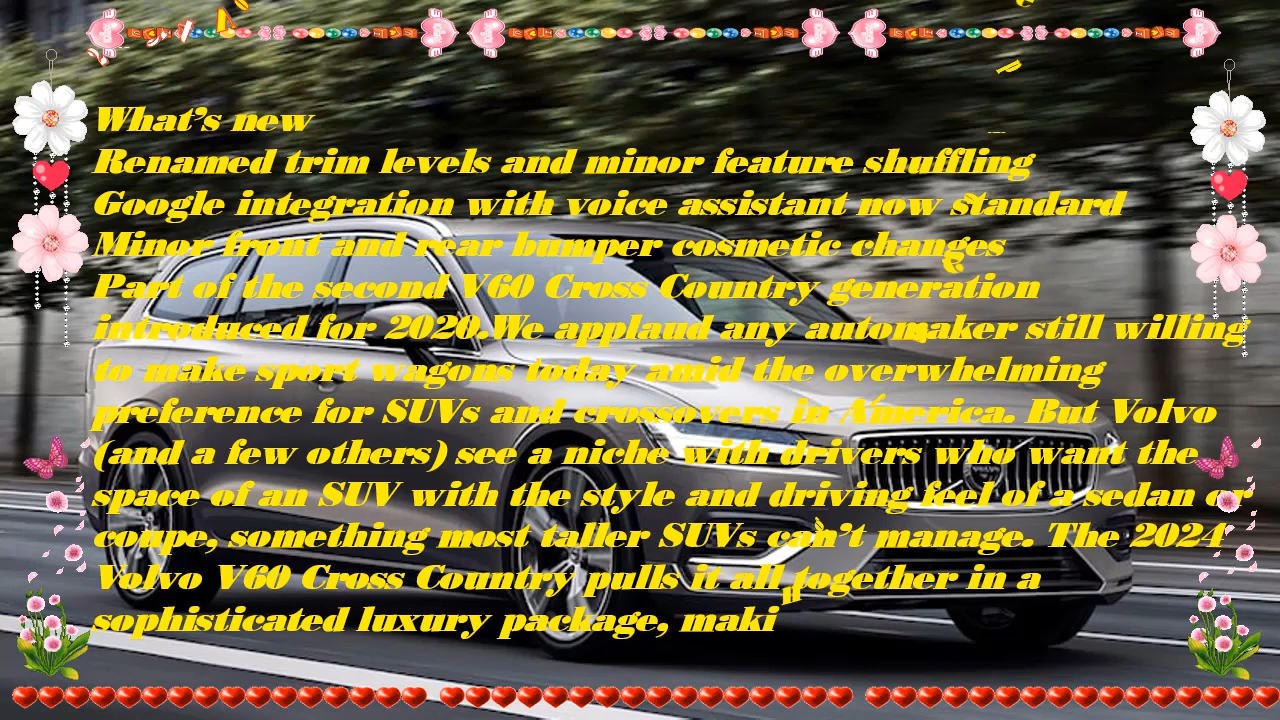 What's new
Renamed trim levels and minor feature shuffling
Google integration with voice assistant now standard
Minor front and rear bumper cosmetic changes
Part of the second V60 Cross Country generation
introduced for 2020.We applaud any automaker still willing
to make sport wagons today amid the overwhelming
preference for SUVs and crossovers in America. But Volvo
(and a few others) see a niche with drivers who want the
space of an SUV with the style and driving feel of a sedan or
coupe, something most taller SUVs can't manage. The 2024
Volvo V60 Cross Country pulls it all together in a
sophisticated luxury package, maki